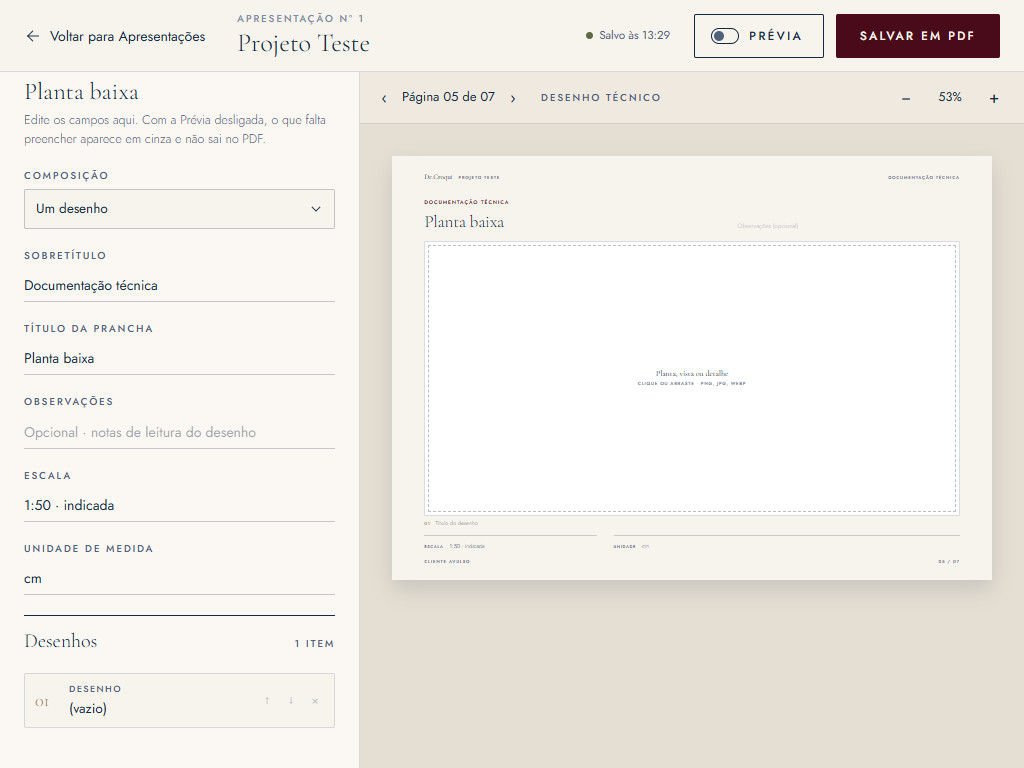 Voltar para Apresentações
APRESENTAÇÃO Nº 1
Projeto Teste
Salvo às 13:29
PRÉVIA
SALVAR EM PDF
Planta baixa
Edite os campos aqui. Com a Prévia desligada, o que falta
preencher aparece em cinza e não sai no PDF.
COMPOSIÇÃO
Um desenho
SOBRETÍTULO
Documentação técnica
TÍTULO DA PRANCHA
Planta baixa
OBSERVAÇÕES
Opcional · notas de leitura do desenho
ESCALA
1:50 · indicada
UNIDADE DE MEDIDA
cm
Desenhos
1 ITEM
01
DESENHO
(vazio)
↑ ↓ ×
‹ Página 05 de 07 ›
DESENHO TÉCNICO
− 53% +
De.Croqui PROJETO TESTE
DOCUMENTAÇÃO TÉCNICA
DOCUMENTAÇÃO TÉCNICA
Planta baixa
Observações (opcional)
Planta, vista ou detalhe
CLIQUE OU ARRASTE · PNG, JPG, WEBP
01 Título do desenho
ESCALA 1:50 · indicada
UNIDADE cm
CLIENTE AVULSO
05 / 07